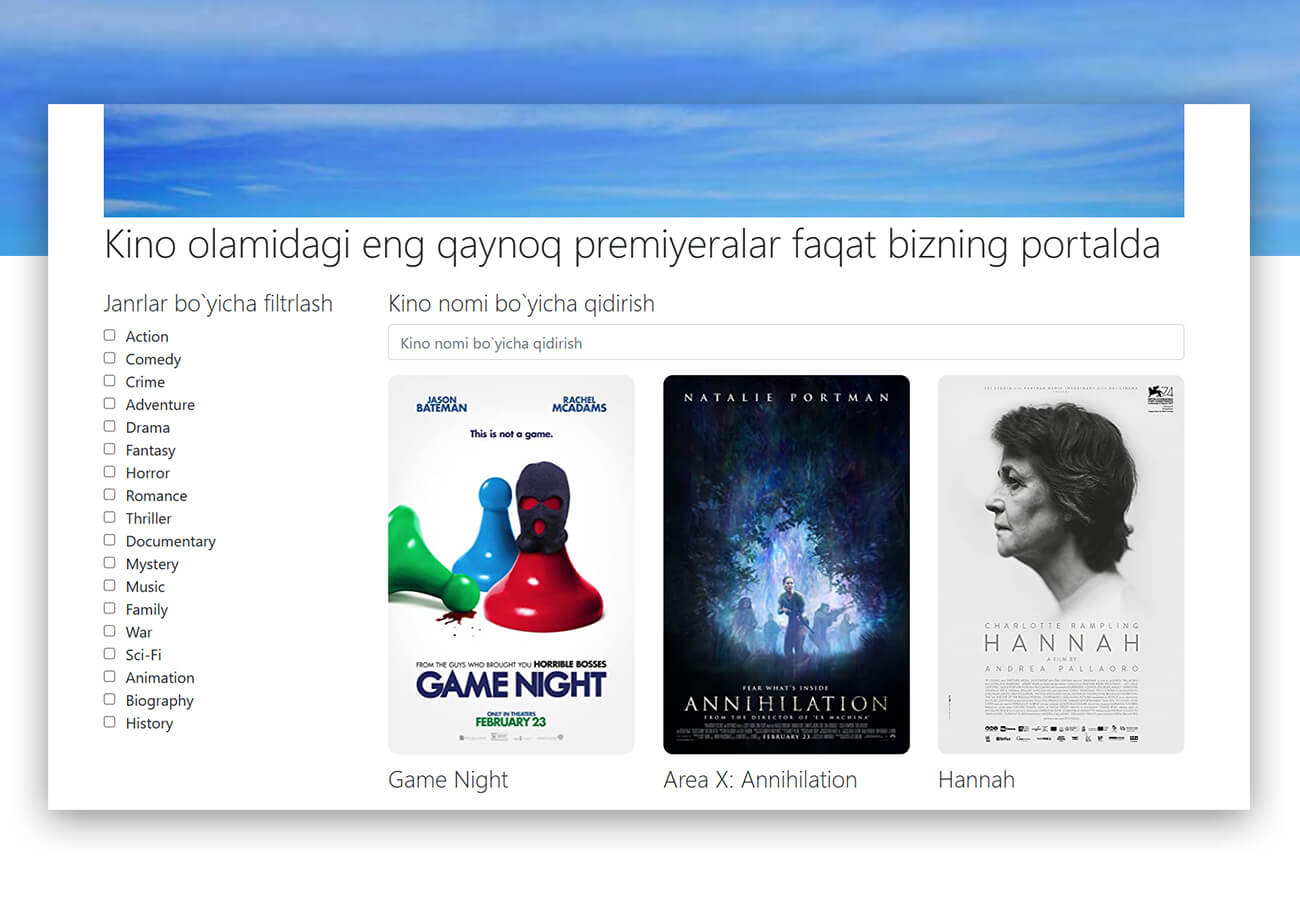 Kino olamidagi eng qaynoq premiyeralar faqat bizning portalda
Janrlar bo`yicha filtrlash
Action
Comedy
Crime
Adventure
Drama
Fantasy
Horror
Romance
Thriller
Documentary
Mystery
Music
Family
War
Sci-Fi
Animation
Biography
History
Kino nomi bo`yicha qidirish
Kino nomi bo`yicha qidirish
JASON BATEMAN
RACHEL MCADAMS
This is not a game.
FROM THE GUYS WHO BROUGHT YOU HORRIBLE BOSSES
GAME NIGHT
ONLY IN THEATERS
FEBRUARY 23
Game Night
NATALIE PORTMAN
FEAR WHAT'S INSIDE
ANNIHILATION
FROM THE DIRECTOR OF 'EX MACHINA'
FEBRUARY 23
Area X: Annihilation
74
CHARLOTTE RAMPLING
HANNAH
A FILM BY
ANDREA PALLAORO
Hannah